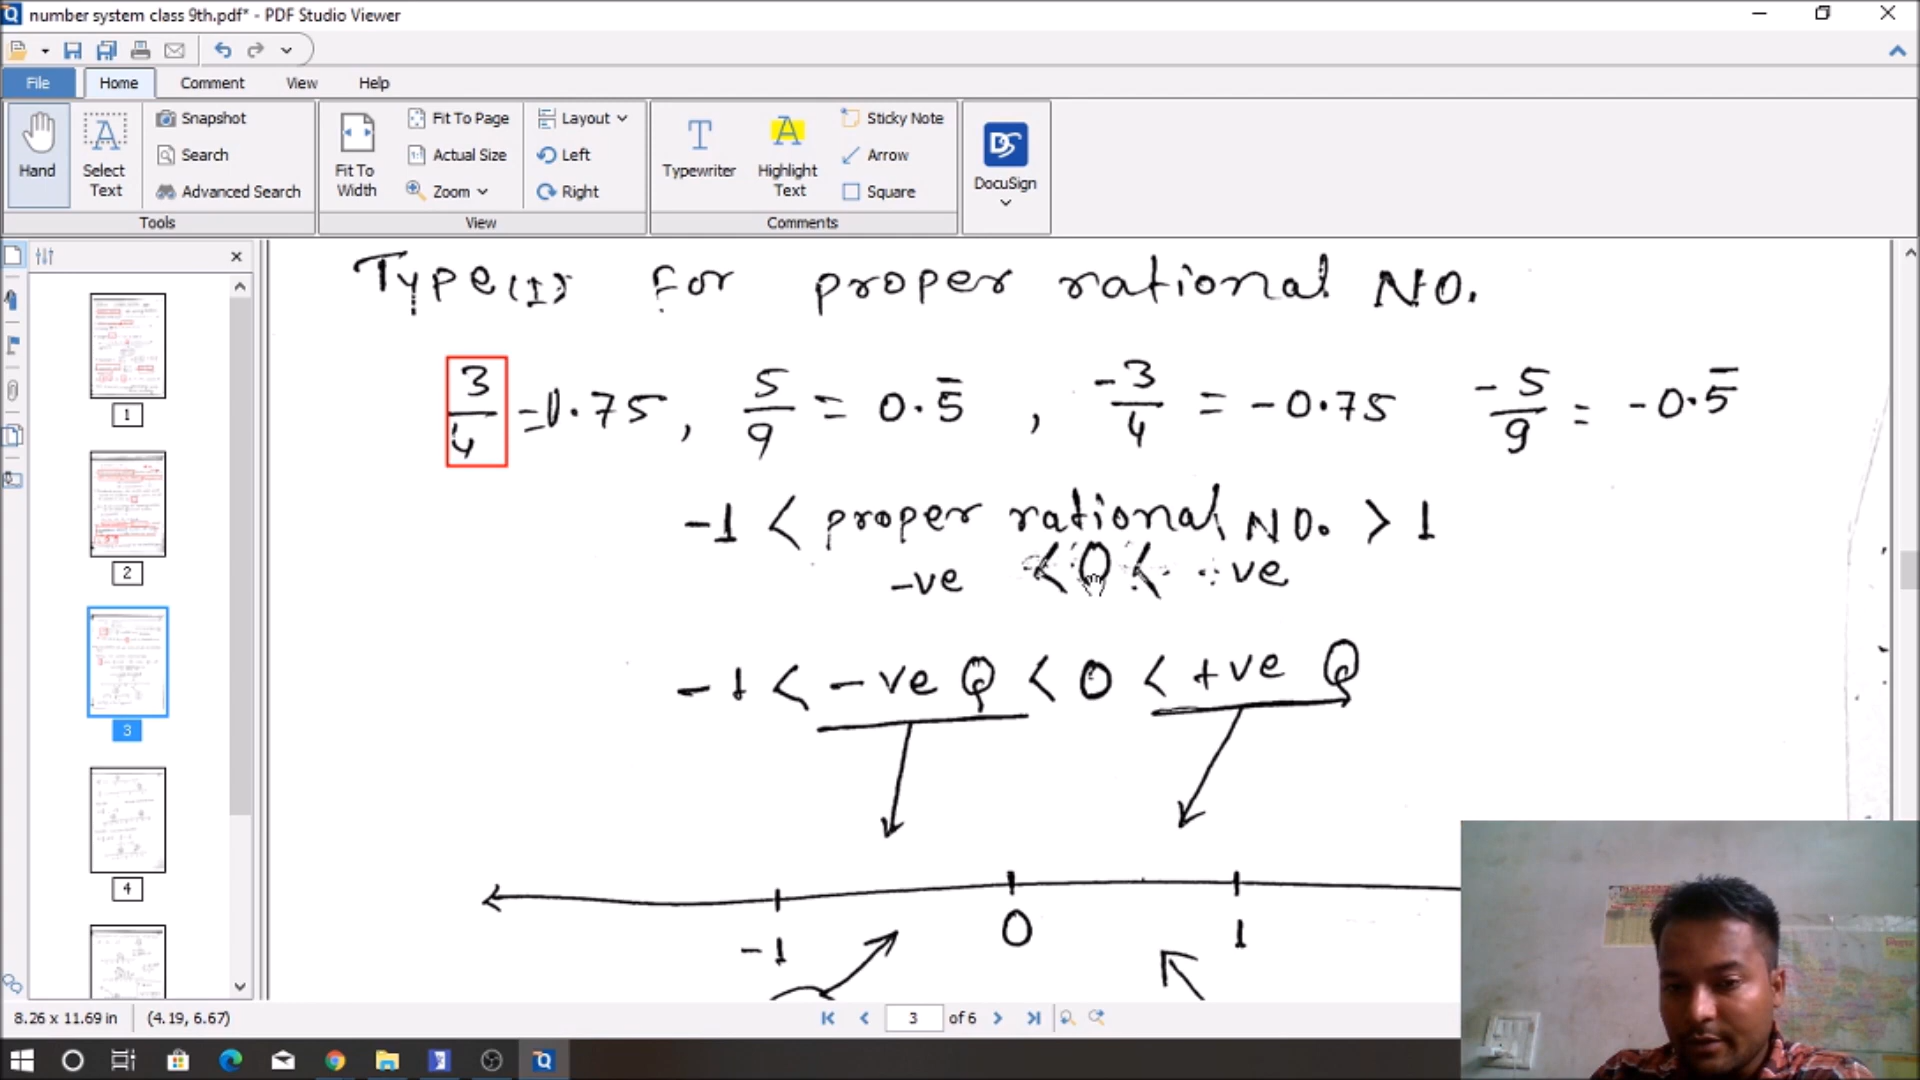 number system class 9th.pdf* - PDF Studio Viewer
File Home Comment View Help
Hand
Select Text
Snapshot
Search
Advanced Search
Tools
Fit To Width
Fit To Page
Actual Size
Zoom
Layout
Left
Right
View
Typewriter
Highlight Text
Sticky Note
Arrow
Square
Comments
DocuSign
1
2
3
4
Type(I) For proper rational NO.
3/4 = 0.75, 5/9 = 0.5̅, -3/4 = -0.75 -5/9 = -0.5̅
-1 < proper rational NO. > 1
-ve < 0 < +ve
-1 < -ve Q < 0 < +ve Q
-1 0 1
8.26 x 11.69 in (4.19, 6.67) 3 of 6